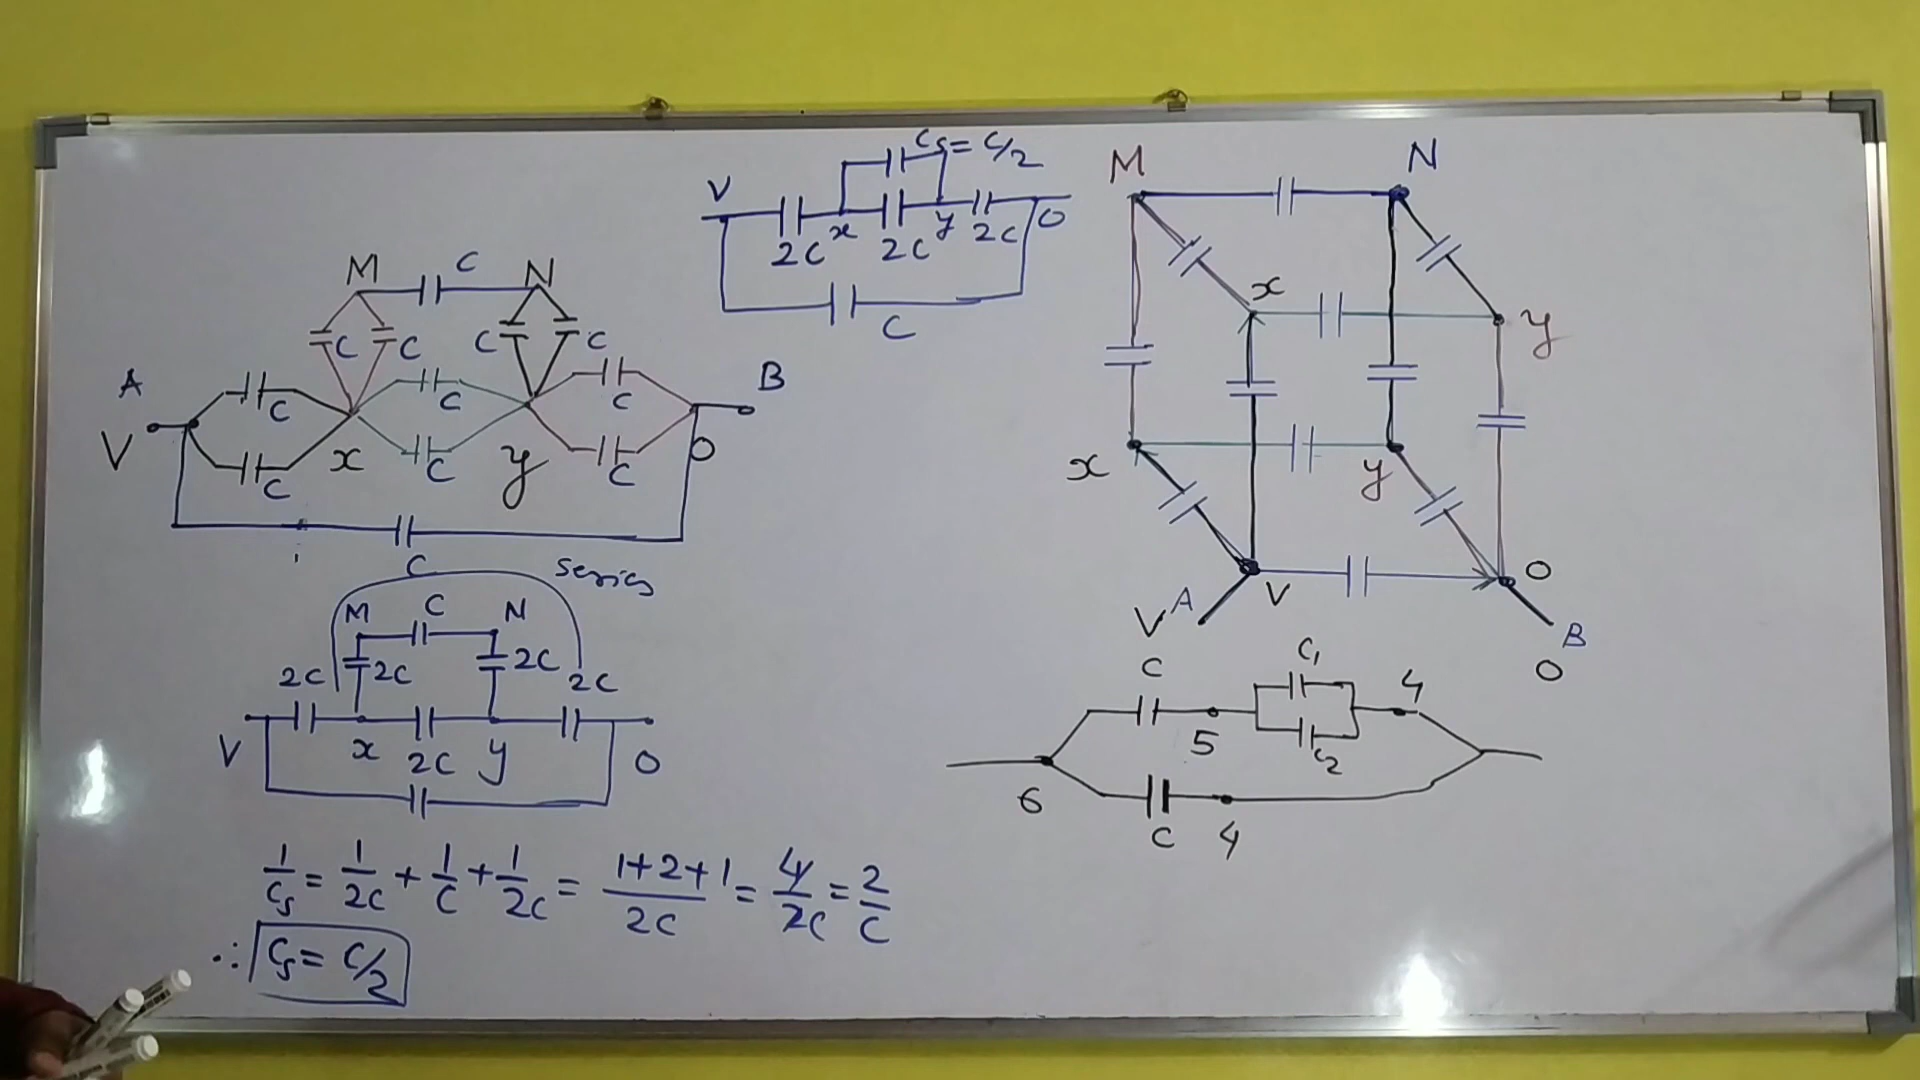 M C N
C C C C
A C C C B
V C x C y C O
C
series
M C N
2C 2C 2C 2C
V x 2C y O
1/Cs = 1/2C + 1/C + 1/2C = 1+2+1/2C = 4/2C = 2/C
∴ Cs = C/2
Cs = C/2
V x y O
2C 2C 2C
C
M N
x y
x y
V A V O
B
O
C C1 4
5 C2
6
C 4